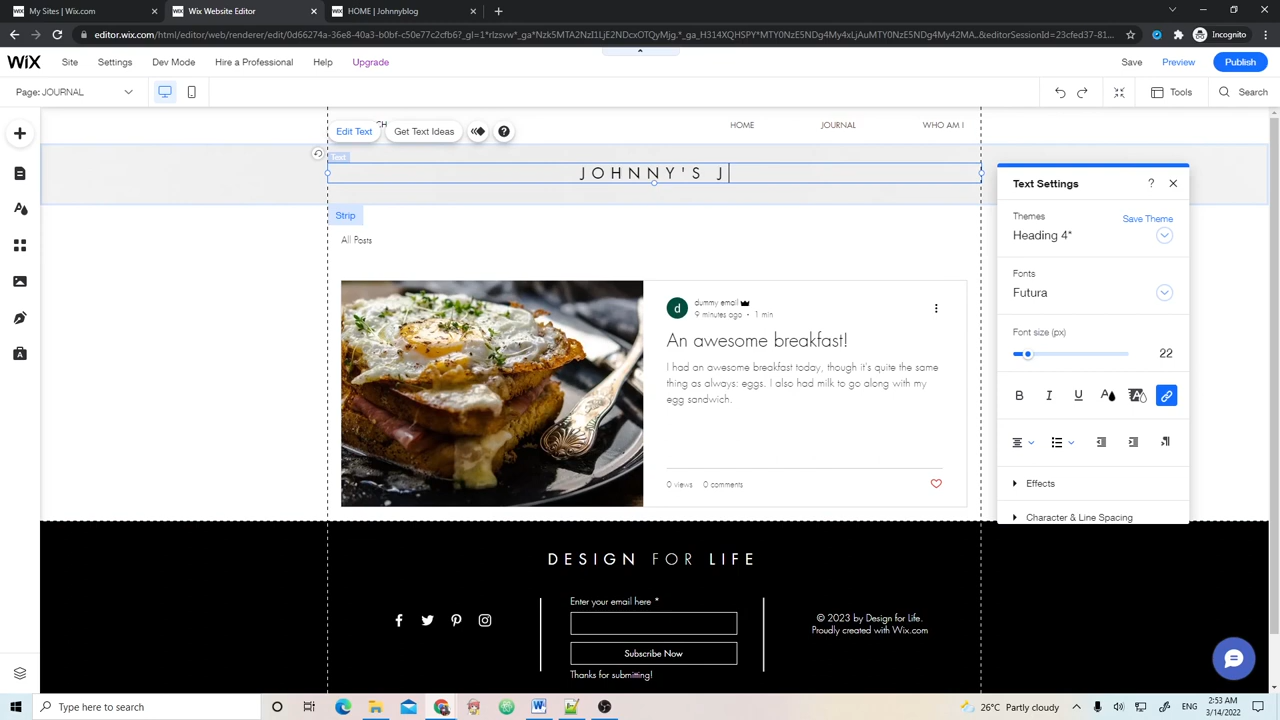 My Sites | Wix.com
Wix Editor
HOME | Johnnyblog
editor.wix.com/html/editor/web/renderer/edit/0d66274a-36e8-40a3-b0bf-c50e77c2cfb6?_gl=1*rlzsvw*_ga*Nzk5MTA2NzI1LjE2NDcxOTQyMjg.*_ga_H314XQHSPY*MTY0NzE5NDg4My4xLjAuMTY0NzE5NDg4My4w&editorSessionId=23cfed37-81...
Incognito
WiX Site Settings Dev Mode Hire a Professional Help Upgrade Save Preview Publish
Page: JOURNAL Tools Search
CH HOME JOURNAL WHO AM I
Edit Text Get Text Ideas
Text
JOHNNY'S J
Strip
All Posts
d
dummy email
9 minutes ago · 1 min
An awesome breakfast!
I had an awesome breakfast today, though it's quite the same
thing as always: eggs. I also had milk to go along with my
egg sandwich.
0 views 0 comments
Text Settings ?
Themes Save Theme
Heading 4*
Fonts
Futura
Font size (px)
22
B I U
Effects
Character & Line Spacing
DESIGN FOR LIFE
Enter your email here *
Subscribe Now
Thanks for submitting!
© 2023 by Design for Life.
Proudly created with Wix.com
Type here to search
26°C Partly cloudy
ENG
2:53 AM
3/14/2022